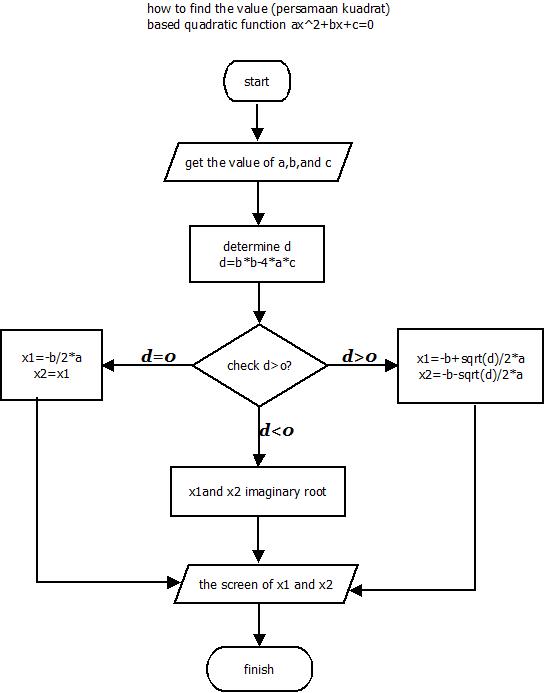 how to find the value (persamaan kuadrat)
based quadratic function ax^2+bx+c=0
start
get the value of a,b,and c
determine d
d=b*b-4*a*c
check d>o?
d=o
d>o
x1=-b/2*a
x2=x1
x1=-b+sqrt(d)/2*a
x2=-b-sqrt(d)/2*a
d<o
x1and x2 imaginary root
the screen of x1 and x2
finish